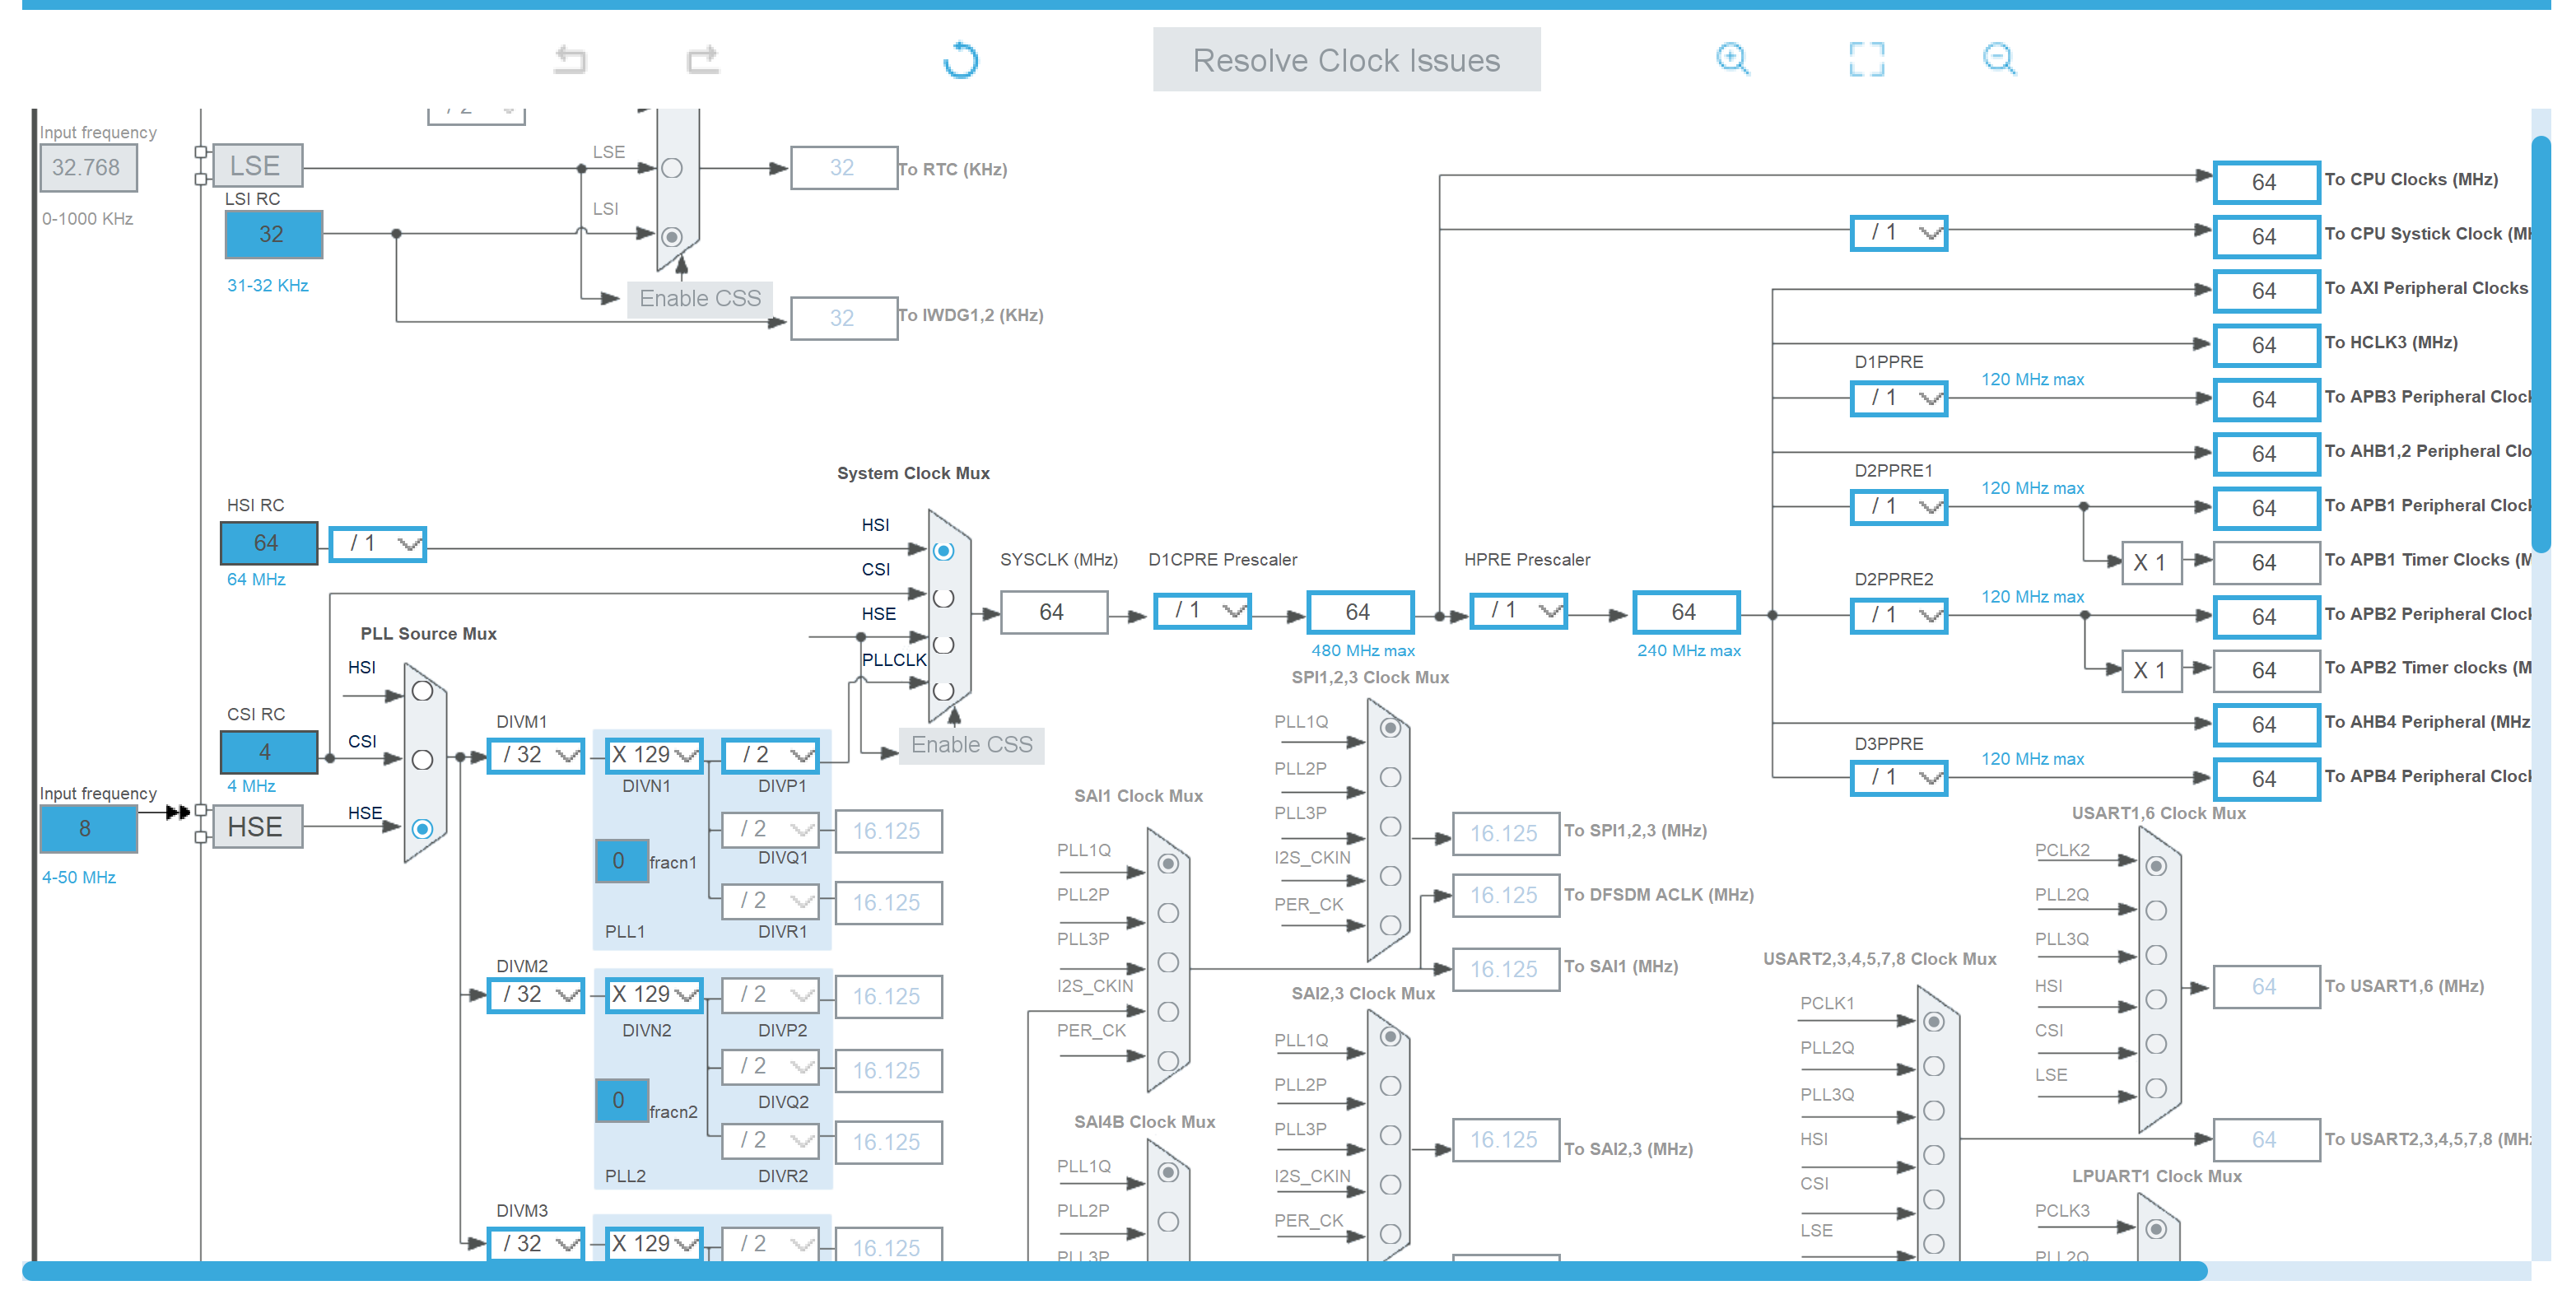 Resolve Clock Issues
Input frequency
32.768
0-1000 KHz
LSE
LSI RC
32
31-32 KHz
LSE
LSI
Enable CSS
32
To RTC (KHz)
32
To IWDG1,2 (KHz)
HSI RC
64
/ 1
64 MHz
PLL Source Mux
HSI
CSI RC
4
4 MHz
CSI
Input frequency
8
4-50 MHz
HSE
HSE
System Clock Mux
HSI
CSI
HSE
PLLCLK
Enable CSS
SYSCLK (MHz)
64
D1CPRE Prescaler
/ 1
64
480 MHz max
HPRE Prescaler
/ 1
64
240 MHz max
64
To CPU Clocks (MHz)
/ 1
64
To CPU Systick Clock (MH
64
To AXI Peripheral Clocks
64
To HCLK3 (MHz)
D1PPRE
/ 1
120 MHz max
64
To APB3 Peripheral Clock
64
To AHB1,2 Peripheral Clo
D2PPRE1
/ 1
120 MHz max
64
To APB1 Peripheral Clock
X 1
64
To APB1 Timer Clocks (M
D2PPRE2
/ 1
120 MHz max
64
To APB2 Peripheral Clock
X 1
64
To APB2 Timer clocks (M
64
To AHB4 Peripheral (MHz
D3PPRE
/ 1
120 MHz max
64
To APB4 Peripheral Clock
DIVM1
/ 32
X 129
DIVN1
/ 2
DIVP1
0
fracn1
/ 2
DIVQ1
16.125
/ 2
DIVR1
16.125
PLL1
DIVM2
/ 32
X 129
DIVN2
/ 2
DIVP2
16.125
0
fracn2
/ 2
DIVQ2
16.125
/ 2
DIVR2
16.125
PLL2
DIVM3
/ 32
X 129
/ 2
16.125
SAI1 Clock Mux
PLL1Q
PLL2P
PLL3P
I2S_CKIN
PER_CK
SAI4B Clock Mux
PLL1Q
PLL2P
PLL3P
SPI1,2,3 Clock Mux
PLL1Q
PLL2P
PLL3P
I2S_CKIN
PER_CK
16.125
To SPI1,2,3 (MHz)
16.125
To DFSDM ACLK (MHz)
16.125
To SAI1 (MHz)
SAI2,3 Clock Mux
PLL1Q
PLL2P
PLL3P
I2S_CKIN
PER_CK
16.125
To SAI2,3 (MHz)
USART2,3,4,5,7,8 Clock Mux
PCLK1
PLL2Q
PLL3Q
HSI
CSI
LSE
USART1,6 Clock Mux
PCLK2
PLL2Q
PLL3Q
HSI
CSI
LSE
64
To USART1,6 (MHz)
64
To USART2,3,4,5,7,8 (MHz
LPUART1 Clock Mux
PCLK3
PLL2Q